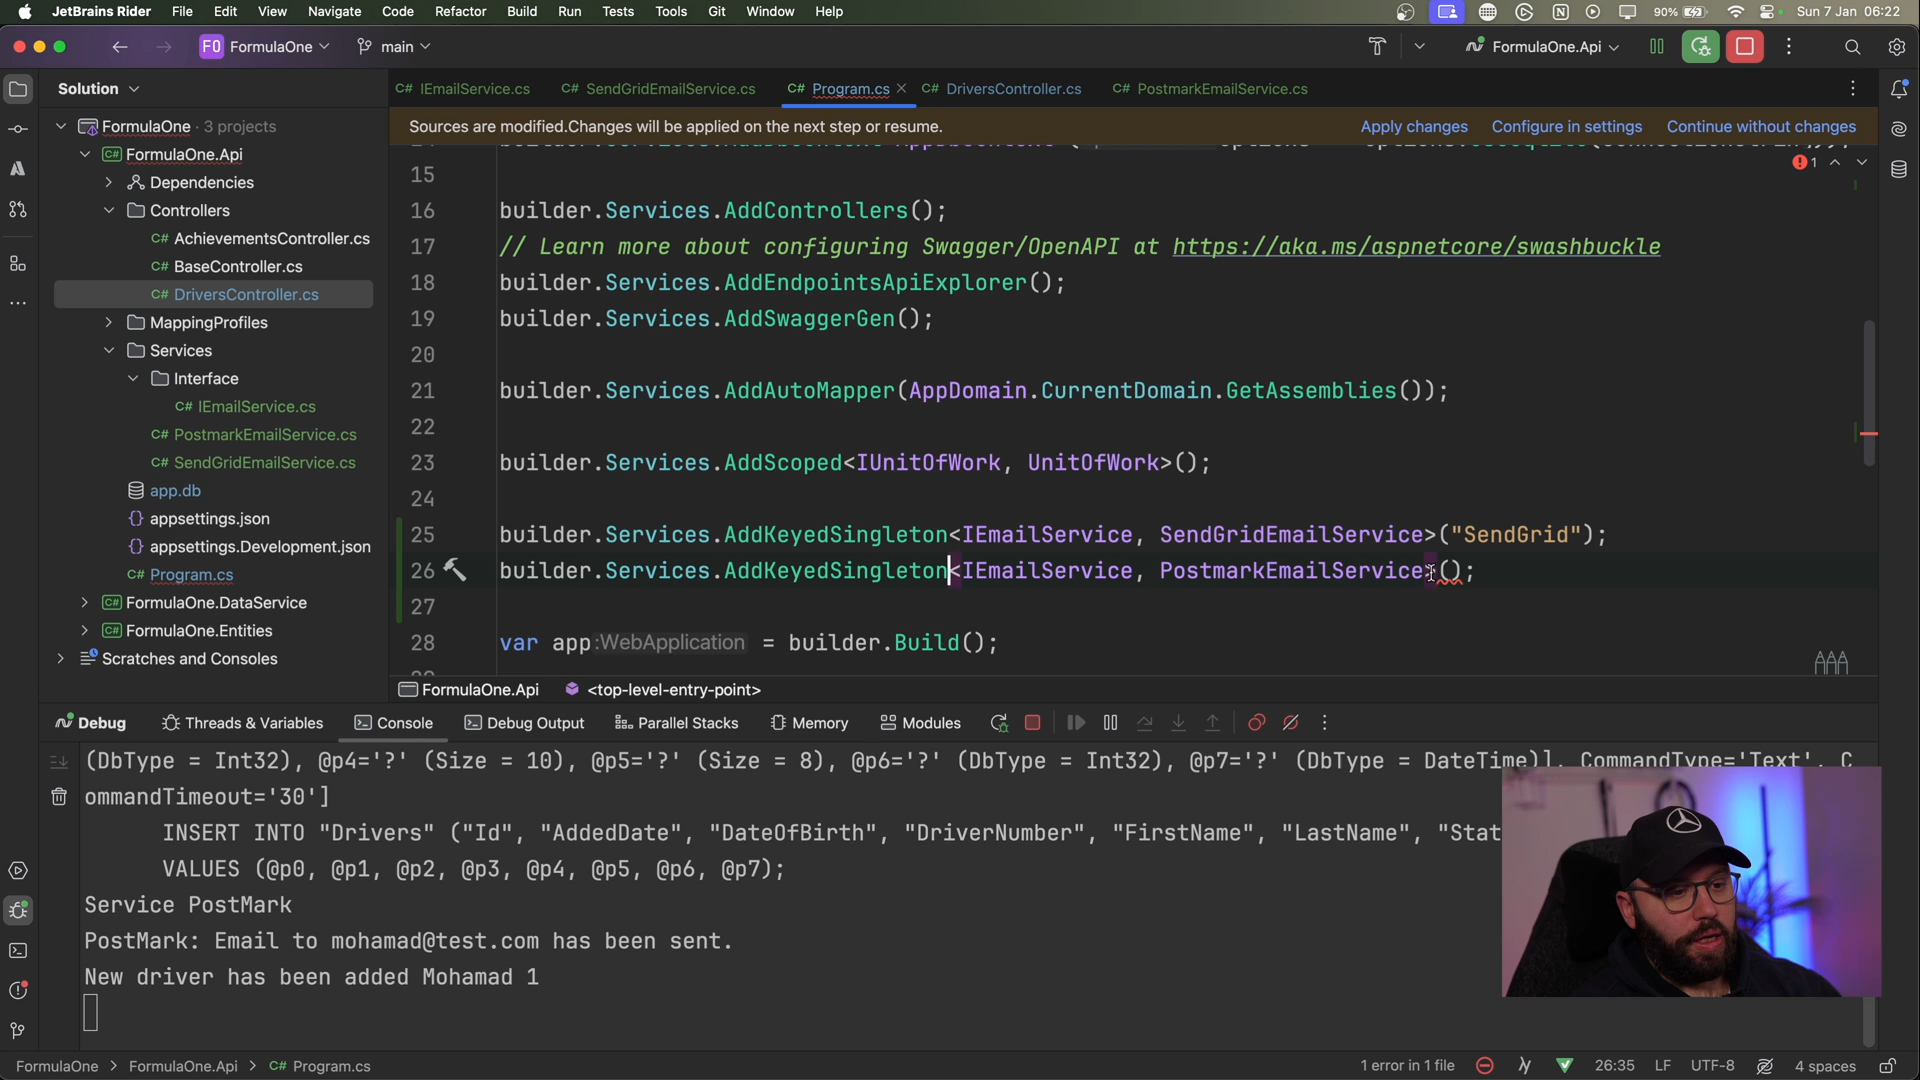 JetBrains Rider File Edit View Navigate Code Refactor Build Run Tests Tools Git Window Help 90% Sun 7 Jan 06:22
FO FormulaOne main FormulaOne.Api
Solution
C# IEmailService.cs C# SendGridEmailService.cs C# Program.cs C# DriversController.cs C# PostmarkEmailService.cs
Sources are modified.Changes will be applied on the next step or resume. Apply changes Configure in settings Continue without changes
FormulaOne · 3 projects
C# FormulaOne.Api
Dependencies
Controllers
C# AchievementsController.cs
C# BaseController.cs
C# DriversController.cs
MappingProfiles
Services
Interface
C# IEmailService.cs
C# PostmarkEmailService.cs
C# SendGridEmailService.cs
app.db
{} appsettings.json
{} appsettings.Development.json
C# Program.cs
C# FormulaOne.DataService
C# FormulaOne.Entities
Scratches and Consoles
1
15
16 builder.Services.AddControllers();
17 // Learn more about configuring Swagger/OpenAPI at https://aka.ms/aspnetcore/swashbuckle
18 builder.Services.AddEndpointsApiExplorer();
19 builder.Services.AddSwaggerGen();
20
21 builder.Services.AddAutoMapper(AppDomain.CurrentDomain.GetAssemblies());
22
23 builder.Services.AddScoped<IUnitOfWork, UnitOfWork>();
24
25 builder.Services.AddKeyedSingleton<IEmailService, SendGridEmailService>("SendGrid");
26 builder.Services.AddKeyedSingleton<IEmailService, PostmarkEmailService>();
27
28 var app :WebApplication = builder.Build();
FormulaOne.Api <top-level-entry-point>
Debug Threads & Variables Console Debug Output Parallel Stacks Memory Modules
(DbType = Int32), @p4='?' (Size = 10), @p5='?' (Size = 8), @p6='?' (DbType = Int32), @p7='?' (DbType = DateTime)], CommandType='Text', C
ommandTimeout='30']
INSERT INTO "Drivers" ("Id", "AddedDate", "DateOfBirth", "DriverNumber", "FirstName", "LastName", "Stat
VALUES (@p0, @p1, @p2, @p3, @p4, @p5, @p6, @p7);
Service PostMark
PostMark: Email to mohamad@test.com has been sent.
New driver has been added Mohamad 1
FormulaOne > FormulaOne.Api > C# Program.cs 1 error in 1 file 26:35 LF UTF-8 4 spaces